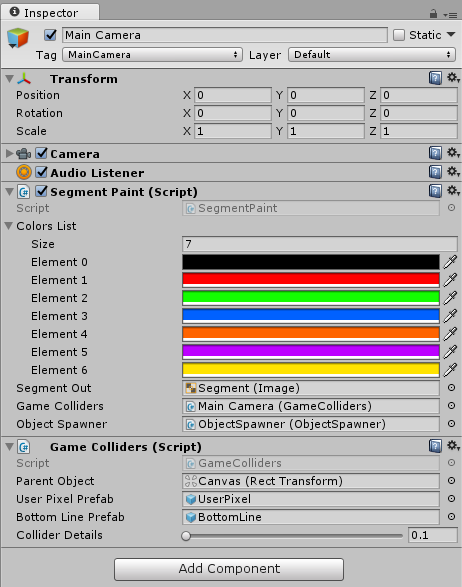 Inspector
Main Camera Static
Tag MainCamera Layer Default
Transform
Position X 0 Y 0 Z 0
Rotation X 0 Y 0 Z 0
Scale X 1 Y 1 Z 1
Camera
Audio Listener
Segment Paint (Script)
Script SegmentPaint
Colors List
Size 7
Element 0
Element 1
Element 2
Element 3
Element 4
Element 5
Element 6
Segment Out Segment (Image)
Game Colliders Main Camera (GameColliders)
Object Spawner ObjectSpawner (ObjectSpawner)
Game Colliders (Script)
Script GameColliders
Parent Object Canvas (Rect Transform)
User Pixel Prefab UserPixel
Bottom Line Prefab BottomLine
Collider Details 0.1
Add Component